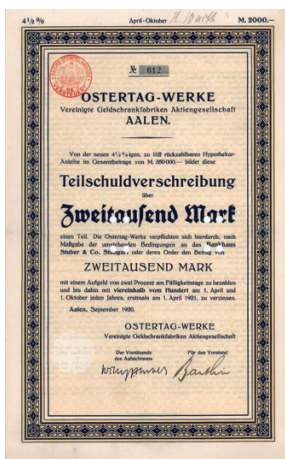 4½% April-Oktober M. 2000.—
№ 612
OSTERTAG-WERKE
Vereinigte Geldschrankfabriken Aktiengesellschaft
AALEN.
Von der neuen 4½%igen, zu 102 rückzahlbaren Hypothekar-
Anleihe im Gesamtbetrage von M. 350 000.— bildet diese
Teilschuldverschreibung
über
Zweitausend Mark
einen Teil. Die Ostertag-Werke verpflichten sich hierdurch, nach
Maßgabe der umstehenden Bedingungen an das Bankhaus
Stuber & Co. Stuttgart oder deren Order den Betrag von
ZWEITAUSEND MARK
mit einem Aufgeld von zwei Prozent am Fälligkeitstage zu bezahlen
und bis dahin mit viereinhalb vom Hundert am 1. April und
1. Oktober jeden Jahres, erstmals am 1. April 1921, zu verzinsen.
Aalen, September 1920.
OSTERTAG-WERKE
Vereinigte Geldschrankfabriken Aktiengesellschaft
Der Vorsitzende Für den Vorstand
des Aufsichtsrats